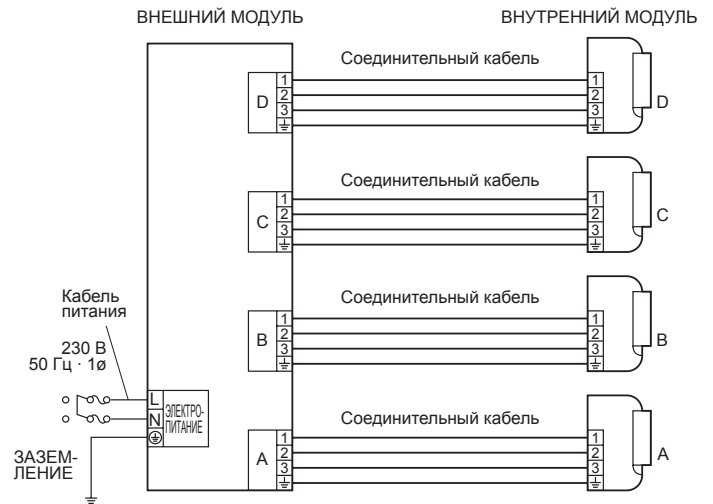 ВНЕШНИЙ МОДУЛЬ
ВНУТРЕННИЙ МОДУЛЬ
Соединительный кабель
D
1
2
3
1
2
3
D
Соединительный кабель
C
1
2
3
1
2
3
C
Соединительный кабель
B
1
2
3
1
2
3
B
Кабель
питания
230 В
50 Гц · 1ø
L
N
ЭЛЕКТРО-
ПИТАНИЕ
ЗАЗЕМ-
ЛЕНИЕ
Соединительный кабель
A
1
2
3
1
2
3
A